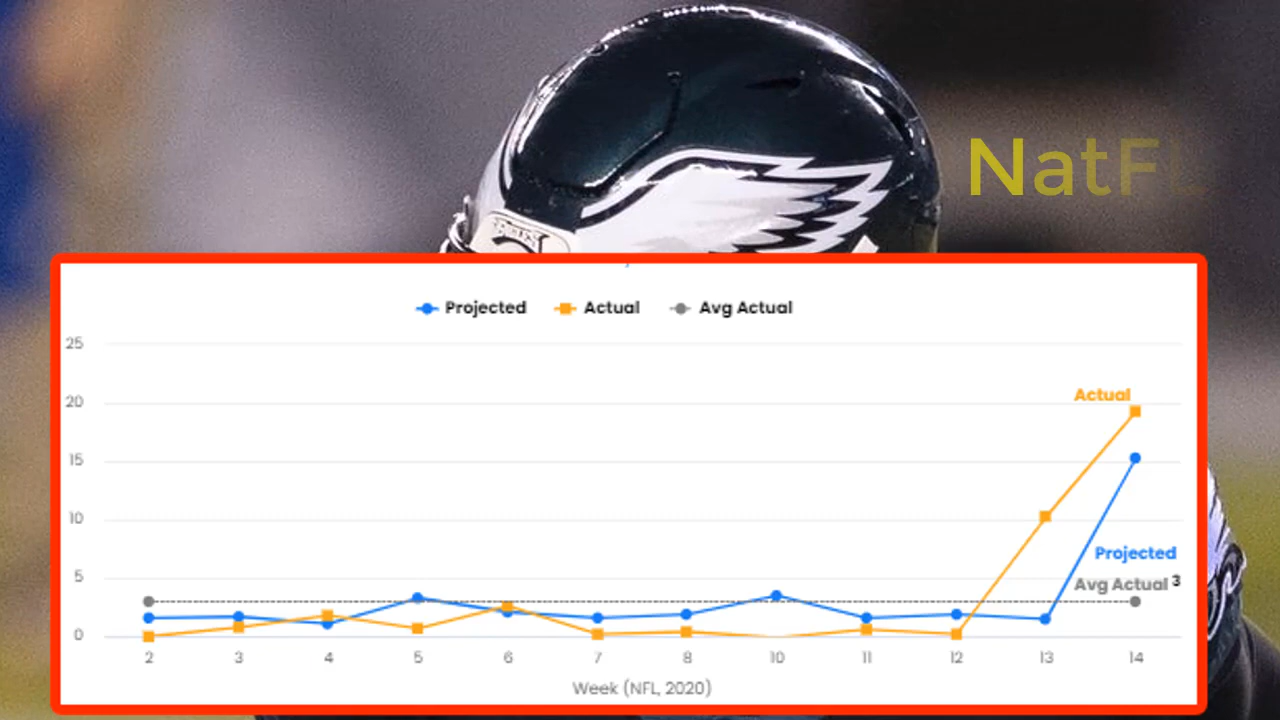 NatFL
Projected Actual Avg Actual
25
20
15
10
5
0
Actual
Projected
Avg Actual 3
2 3 4 5 6 7 8 10 11 12 13 14
Week (NFL, 2020)